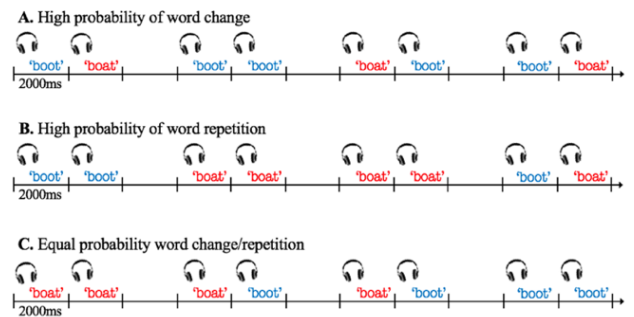 A. High probability of word change
'boot' 'boat' 'boot' 'boot' 'boat' 'boot' 'boot' 'boat'
2000ms
B. High probability of word repetition
'boot' 'boot' 'boat' 'boat' 'boat' 'boat' 'boot' 'boat'
2000ms
C. Equal probability word change/repetition
'boat' 'boat' 'boat' 'boot' 'boat' 'boot' 'boot' 'boot'
2000ms